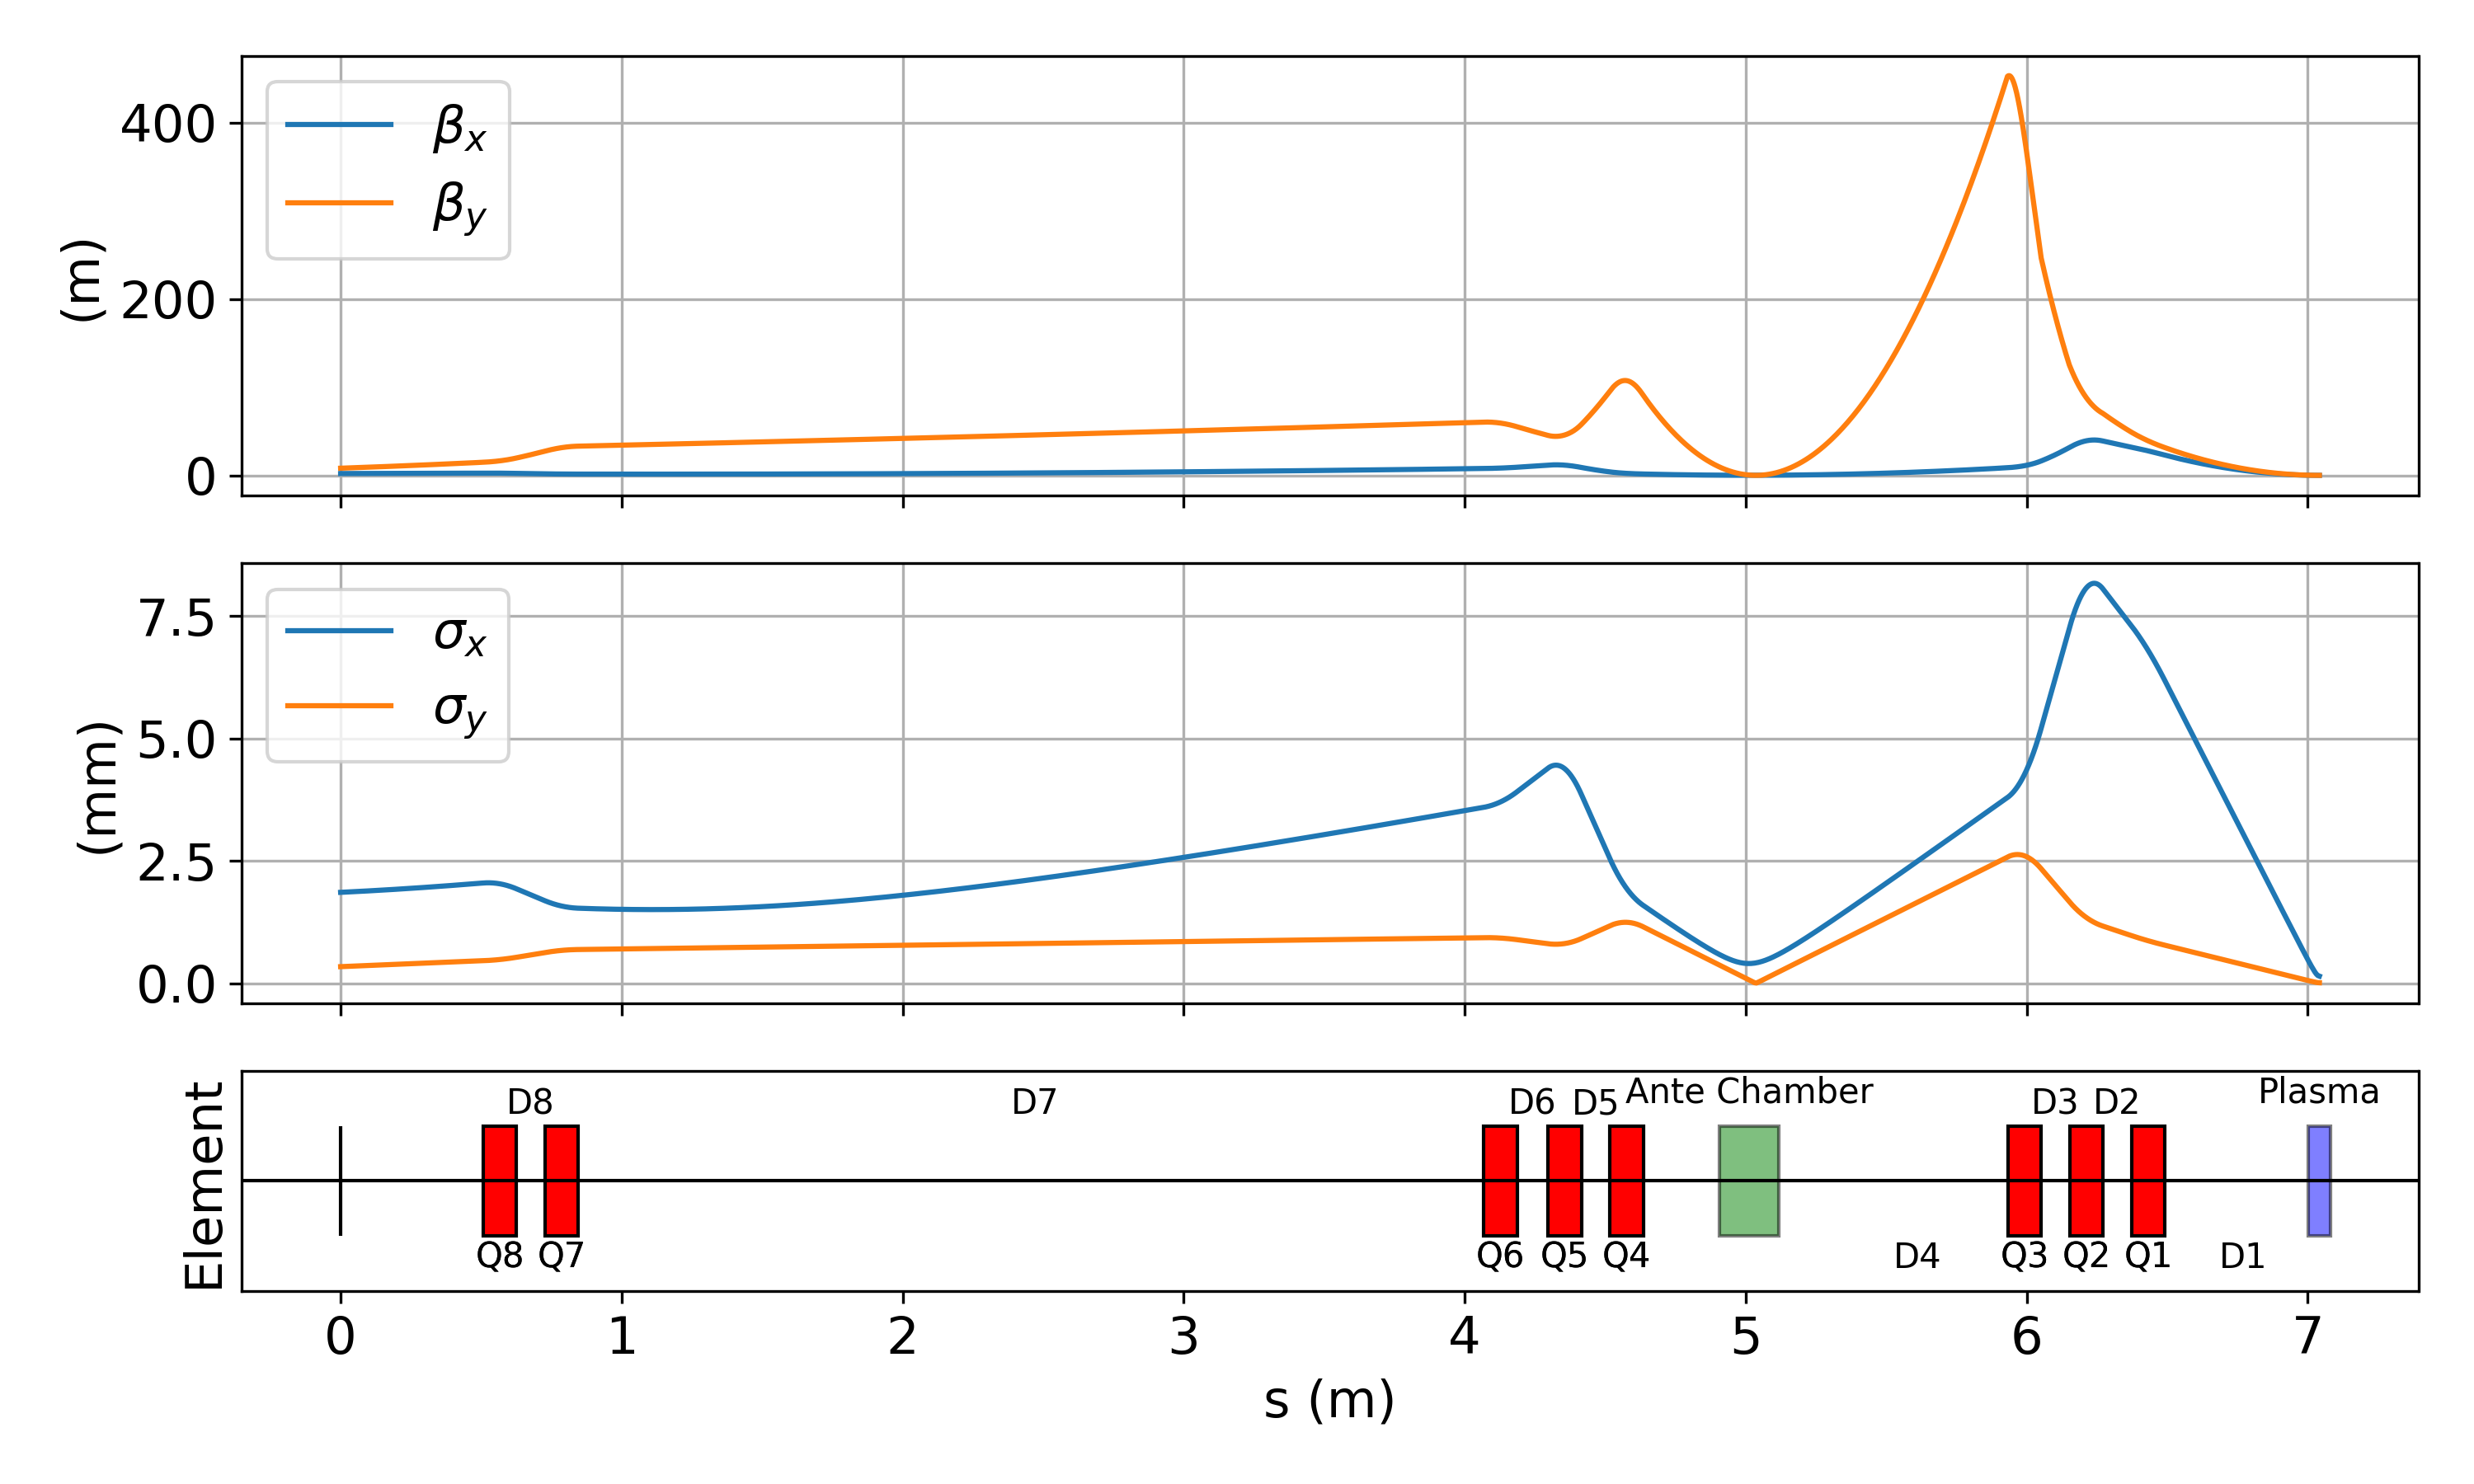 400
200
0
(m)
βx
βy
7.5
5.0
2.5
0.0
(mm)
σx
σy
Element
D8 D7 D6 D5 Ante Chamber D3 D2 Plasma
Q8 Q7 Q6 Q5 Q4 D4 Q3 Q2 Q1 D1
0 1 2 3 4 5 6 7
s (m)